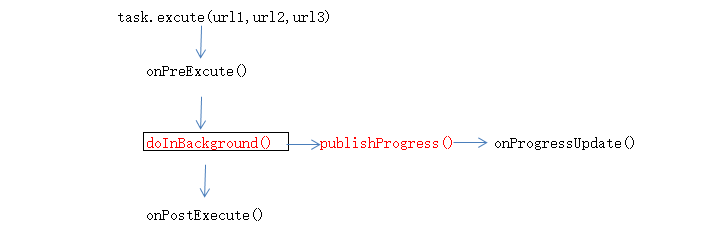 task.excute(url1,url2,url3)
onPreExcute()
doInBackground() publishProgress() onProgressUpdate()
onPostExecute()